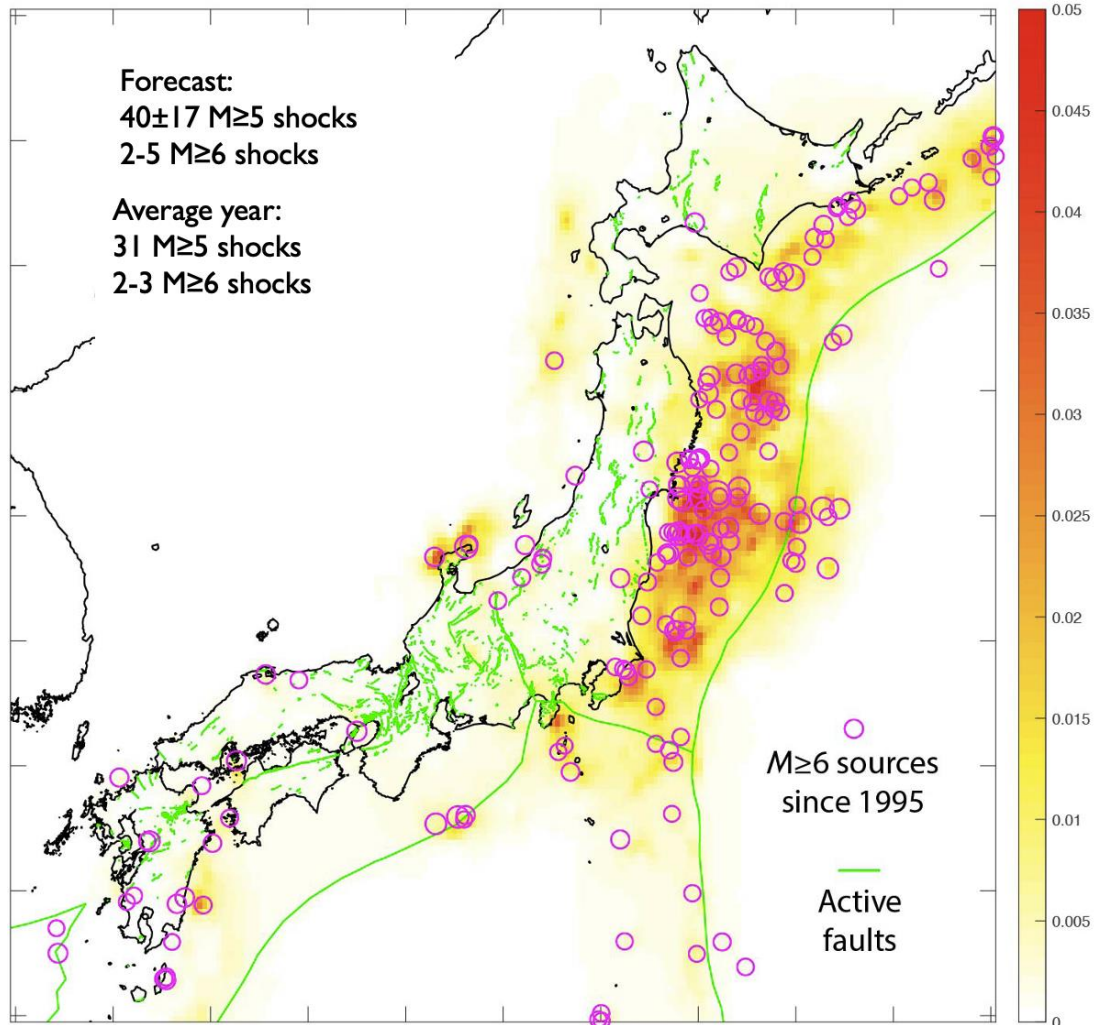 Forecast:
40±17 M≥5 shocks
2-5 M≥6 shocks
Average year:
31 M≥5 shocks
2-3 M≥6 shocks
M≥6 sources
since 1995
Active
faults
0.05
0.045
0.04
0.035
0.03
0.025
0.02
0.015
0.01
0.005
0